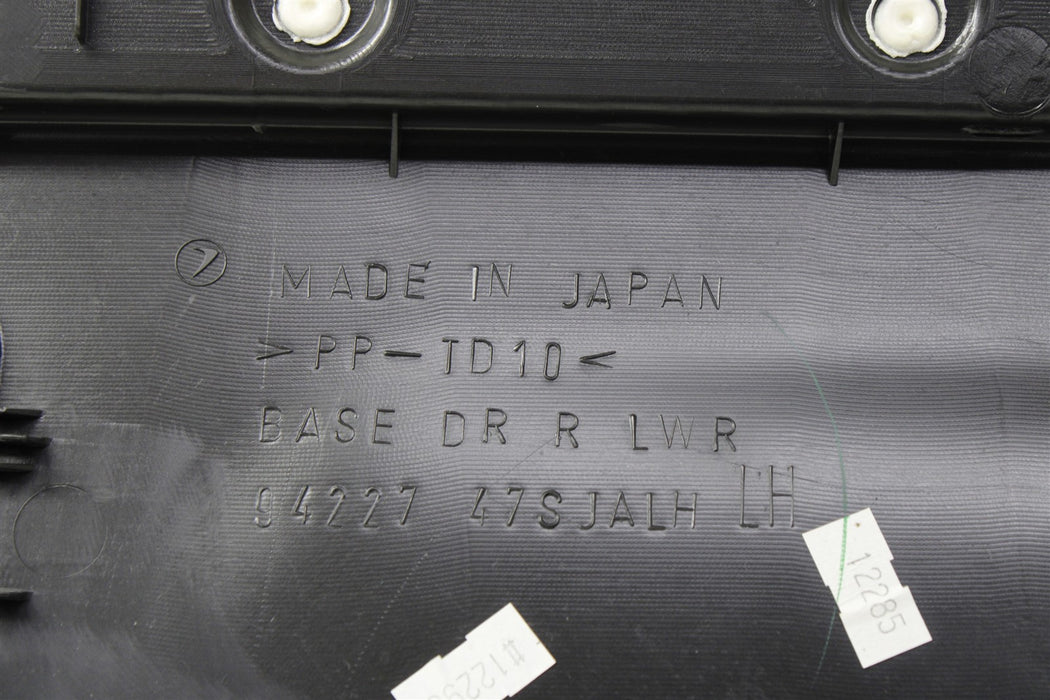 MADE IN JAPAN
>PP-TD10<
BASE DR R LWR
94227 47SJALH LH
12285